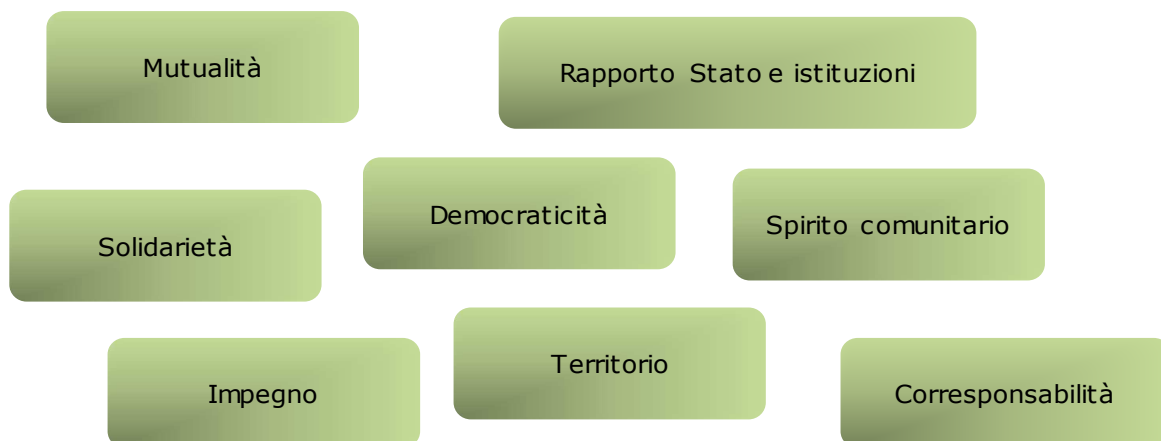 Mutualità
Rapporto Stato e istituzioni
Democraticità
Spirito comunitario
Solidarietà
Territorio
Impegno
Corresponsabilità